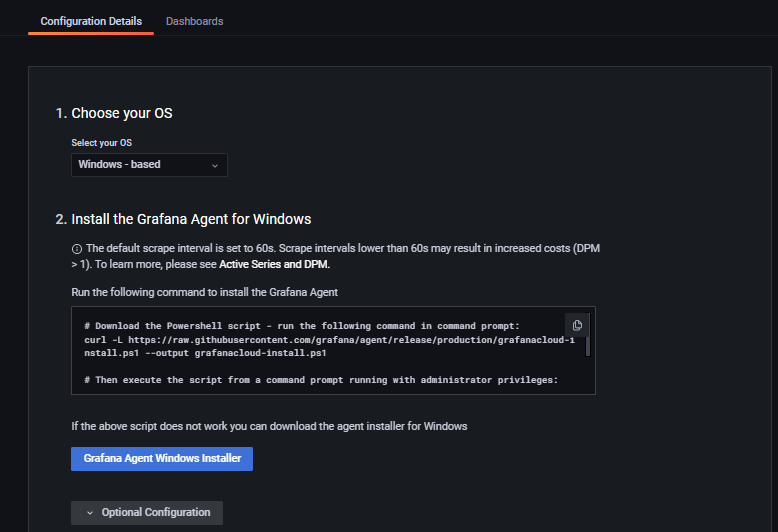 Configuration Details Dashboards
1. Choose your OS
Select your OS
Windows - based
2. Install the Grafana Agent for Windows
The default scrape interval is set to 60s. Scrape intervals lower than 60s may result in increased costs (DPM
> 1). To learn more, please see Active Series and DPM.
Run the following command to install the Grafana Agent
# Download the Powershell script - run the following command in command prompt:
curl -L https://raw.githubusercontent.com/grafana/agent/release/production/grafanacloud-i
nstall.ps1 --output grafanacloud-install.ps1
# Then execute the script from a command prompt running with administrator privileges:
If the above script does not work you can download the agent installer for Windows
Grafana Agent Windows Installer
Optional Configuration